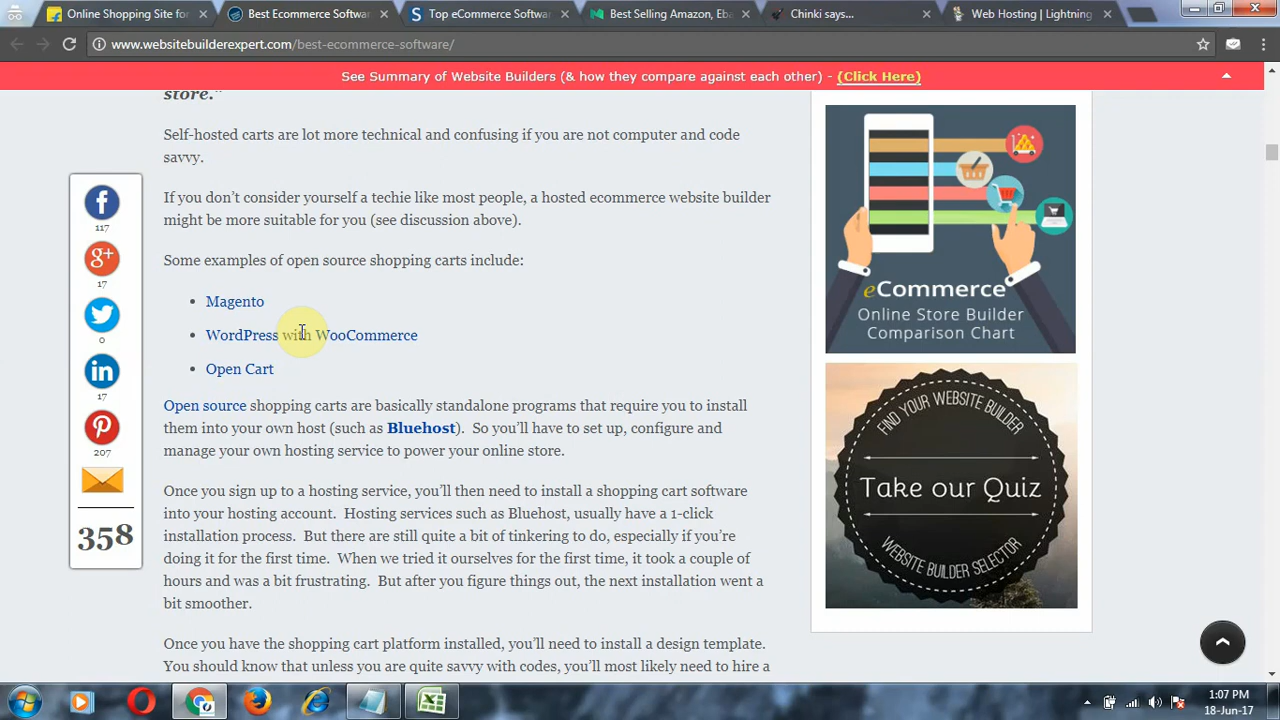 Online Shopping Site for
Best Ecommerce Softwar
Top eCommerce Softwa
Best Selling Amazon, Eba
Chinki says...
Web Hosting | Lightning
www.websitebuilderexpert.com/best-ecommerce-software/
See Summary of Website Builders (& how they compare against each other) - (Click Here)
store."
Self-hosted carts are lot more technical and confusing if you are not computer and code
savvy.
If you don't consider yourself a techie like most people, a hosted ecommerce website builder
might be more suitable for you (see discussion above).
Some examples of open source shopping carts include:
• Magento
• WordPress with WooCommerce
• Open Cart
Open source shopping carts are basically standalone programs that require you to install
them into your own host (such as Bluehost). So you'll have to set up, configure and
manage your own hosting service to power your online store.
Once you sign up to a hosting service, you'll then need to install a shopping cart software
into your hosting account. Hosting services such as Bluehost, usually have a 1-click
installation process. But there are still quite a bit of tinkering to do, especially if you're
doing it for the first time. When we tried it ourselves for the first time, it took a couple of
hours and was a bit frustrating. But after you figure things out, the next installation went a
bit smoother.
Once you have the shopping cart platform installed, you'll need to install a design template.
You should know that unless you are quite savvy with codes, you'll most likely need to hire a
117
17
0
17
207
358
eCommerce
Online Store Builder
Comparison Chart
FIND YOUR WEBSITE BUILDER
Take our Quiz
WEBSITE BUILDER SELECTOR
1:07 PM
18-Jun-17